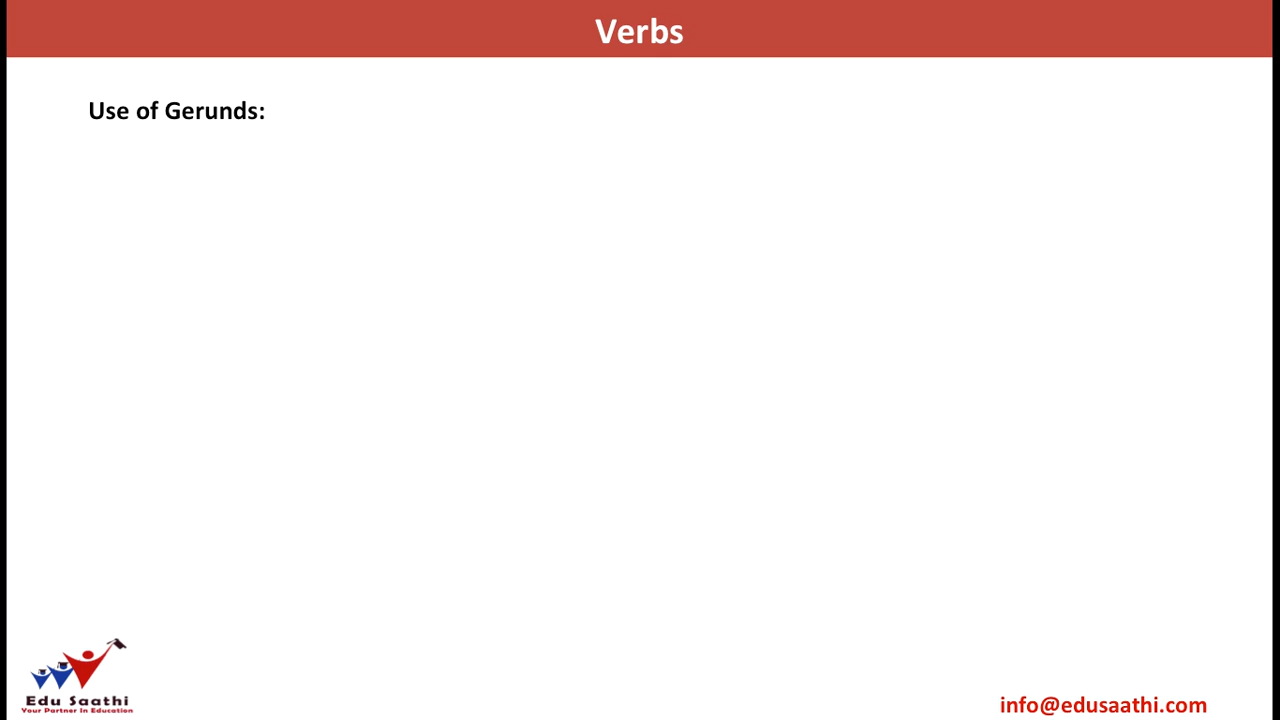 Verbs
Use of Gerunds:
Edu Saathi
Your Partner In Education
info@edusaathi.com